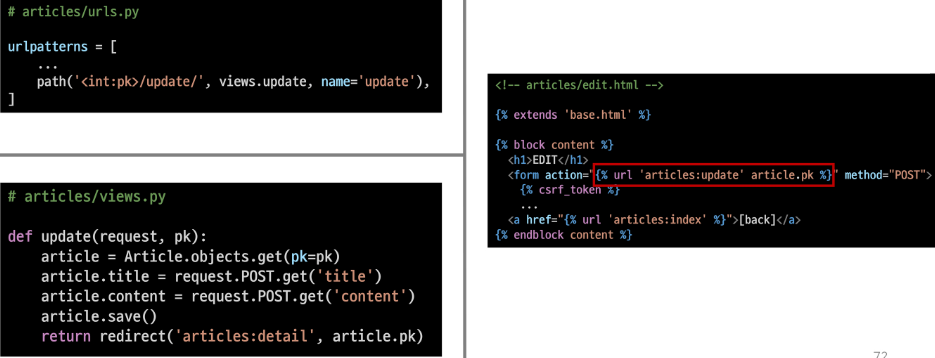 # articles/urls.py
urlpatterns = [
...
path('<int:pk>/update/', views.update, name='update'),
]
# articles/views.py
def update(request, pk):
article = Article.objects.get(pk=pk)
article.title = request.POST.get('title')
article.content = request.POST.get('content')
article.save()
return redirect('articles:detail', article.pk)
<!-- articles/edit.html -->
{% extends 'base.html' %}
{% block content %}
<h1>EDIT</h1>
<form action="{% url 'articles:update' article.pk %}" method="POST">
{% csrf_token %}
...
<a href="{% url 'articles:index' %}">[back]</a>
{% endblock content %}
72